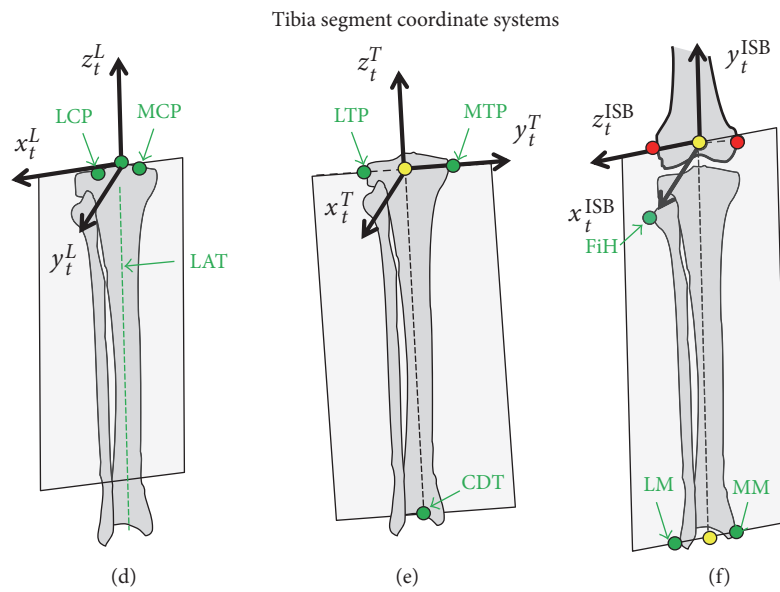 Tibia segment coordinate systems
z_t^L
LCP
MCP
x_t^L
y_t^L
LAT
(d)
z_t^T
LTP
MTP
y_t^T
x_t^T
CDT
(e)
y_t^ISB
z_t^ISB
x_t^ISB
FiH
LM
MM
(f)